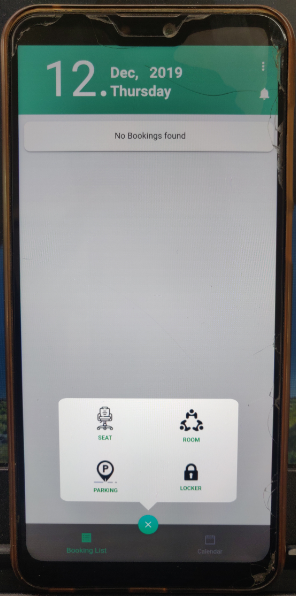 12. Dec, 2019
Thursday
No Bookings found
SEAT
ROOM
P
PARKING
LOCKER
Booking List
Calendar